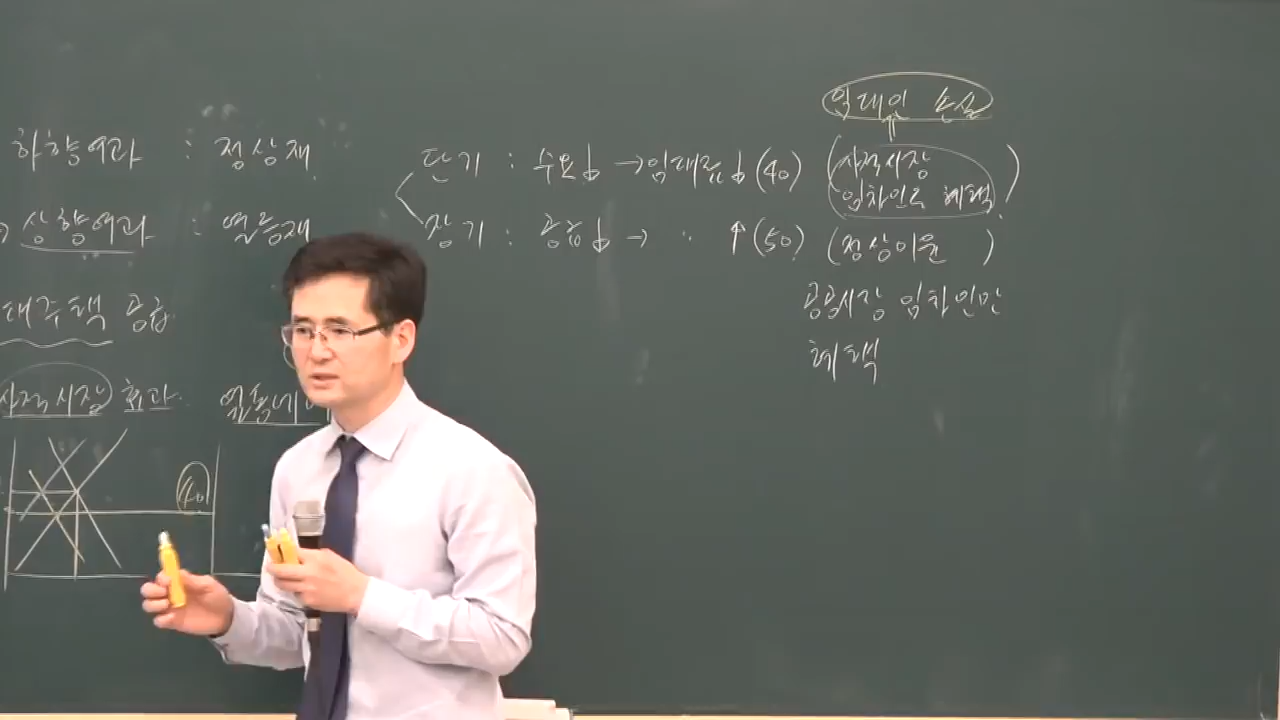 하향여과 : 정상재
상향여과 : 열등재
대주택 공급
사적시장 효과
40
임대인 손실
단기 : 수요↓ → 임대료↓ (40) (사적시장 임차인도 혜택)
장기 : 공급↓ → 〃 ↑ (50) (정상이윤)
공공시장 임차인만
혜택